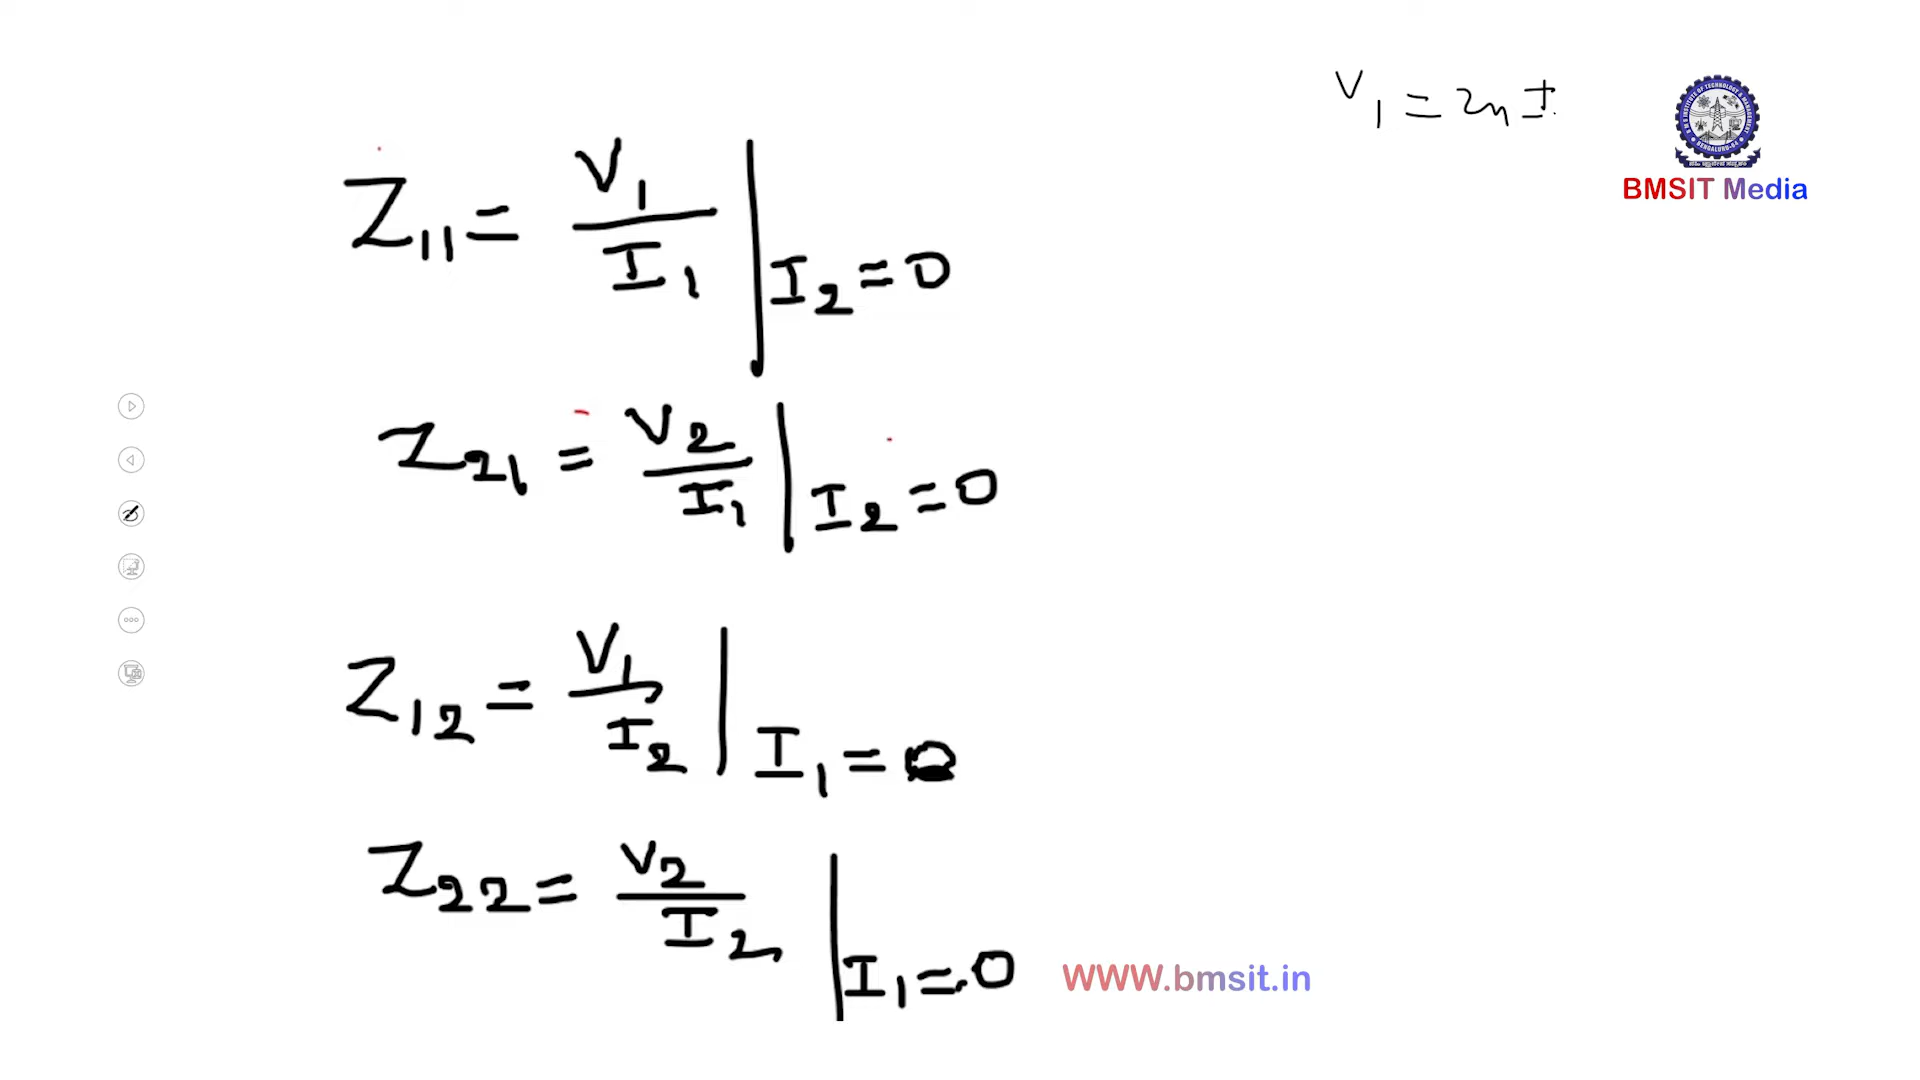 V1 = Z11 I
BMSIT Media
Z11 = V1/I1 | I2 = 0
Z21 = V2/I1 | I2 = 0
Z12 = V1/I2 | I1 = 0
Z22 = V2/I2 | I1 = 0
WWW.bmsit.in